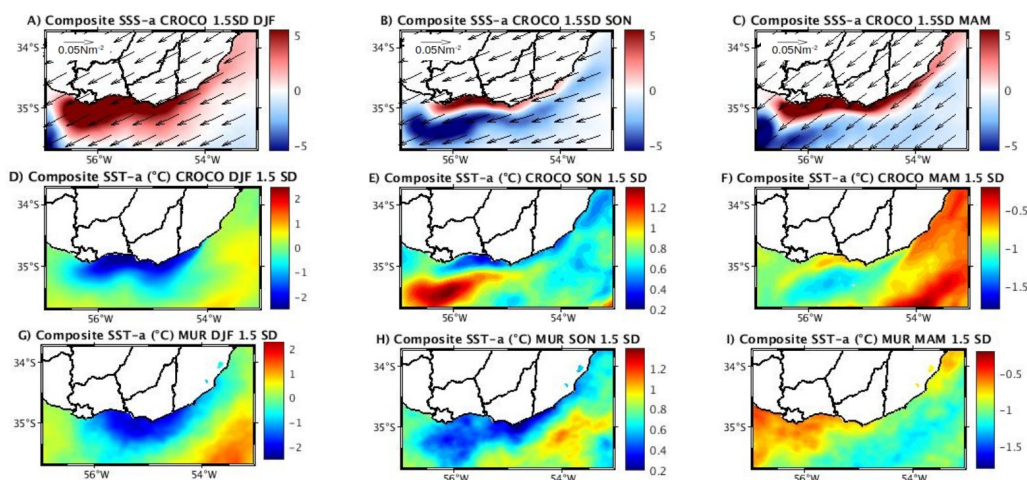 A) Composite SSS-a CROCO 1.5SD DJF
B) Composite SSS-a CROCO 1.5SD SON
C) Composite SSS-a CROCO 1.5SD MAM
34°S
35°S
56°W
54°W
0.05Nm⁻²
5
0
−5
34°S
35°S
56°W
54°W
0.05Nm⁻²
5
0
−5
34°S
35°S
56°W
54°W
0.05Nm⁻²
5
0
−5
D) Composite SST-a (°C) CROCO DJF 1.5 SD
E) Composite SST-a (°C) CROCO SON 1.5 SD
F) Composite SST-a (°C) CROCO MAM 1.5 SD
34°S
35°S
56°W
54°W
2
1
0
−1
−2
34°S
35°S
56°W
54°W
1.2
1
0.8
0.6
0.4
0.2
34°S
35°S
56°W
54°W
−0.5
−1
−1.5
G) Composite SST-a (°C) MUR DJF 1.5 SD
H) Composite SST-a (°C) MUR SON 1.5 SD
I) Composite SST-a (°C) MUR MAM 1.5 SD
34°S
35°S
56°W
54°W
2
1
0
−1
−2
34°S
35°S
56°W
54°W
1.2
1
0.8
0.6
0.4
0.2
34°S
35°S
56°W
54°W
−0.5
−1
−1.5